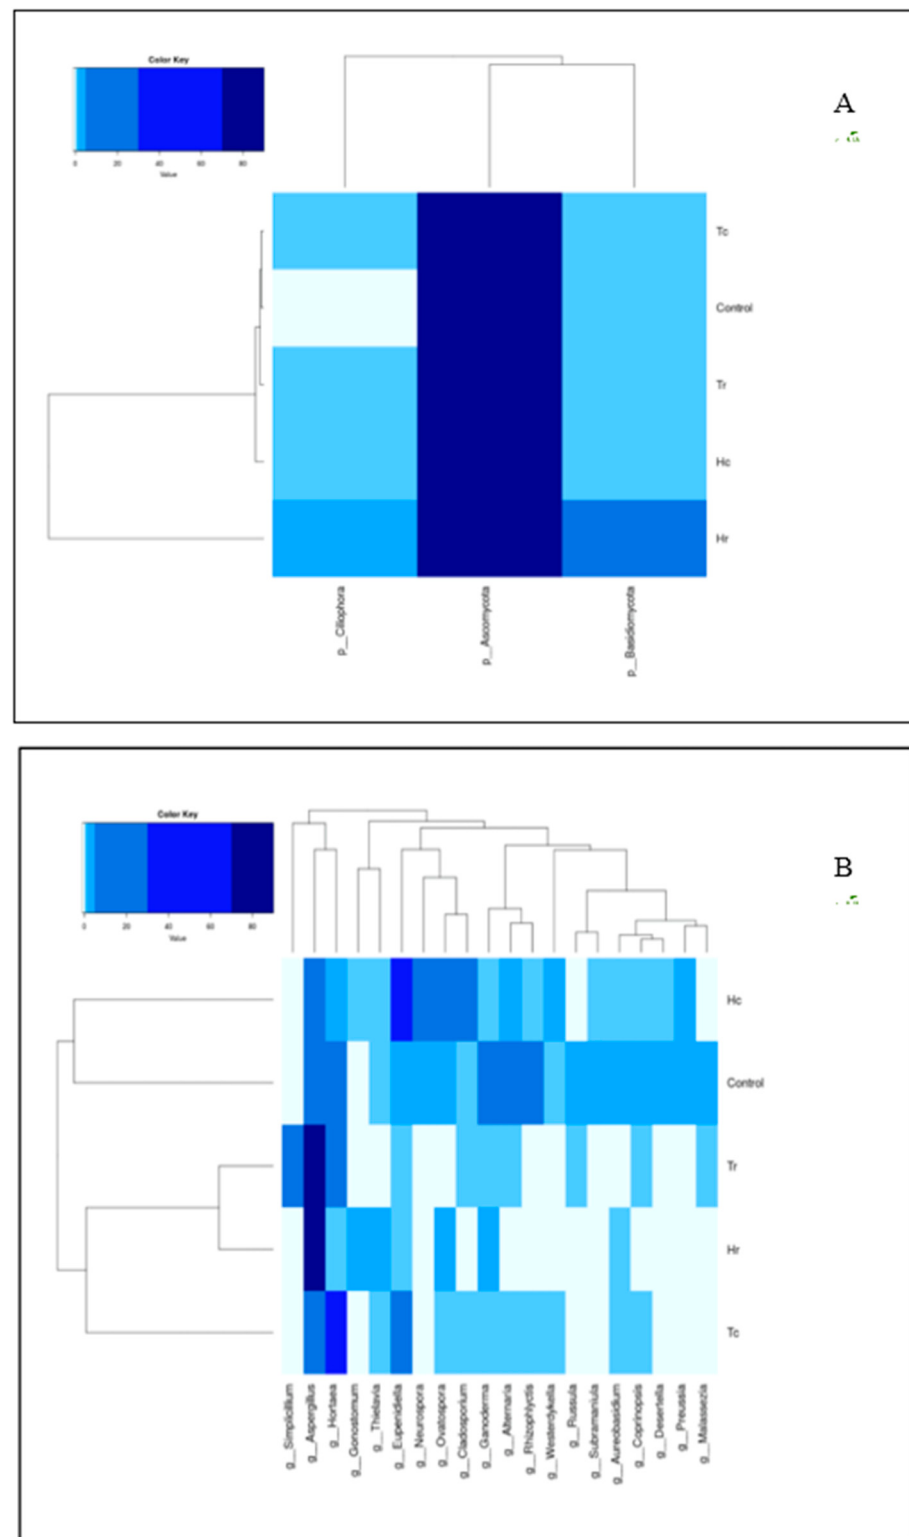 Color Key
0 20 40 60 80
Value
A
Tc
Control
Tr
Hc
Hr
p__Ciliophora
p__Ascomycota
p__Basidiomycota
Color Key
0 20 40 60 80
Value
B
Hc
Control
Tr
Hr
Tc
g__Simplicillium
g__Aspergillus
g__Hortaea
g__Gonostomum
g__Thielavia
g__Eupenidiella
g__Neurospora
g__Ovatospora
g__Cladosporium
g__Ganoderma
g__Alternaria
g__Rhizophlyctis
g__Westerdykella
g__Russula
g__Subramaniula
g__Aureobasidium
g__Coprinopsis
g__Desertella
g__Preussia
g__Malassezia